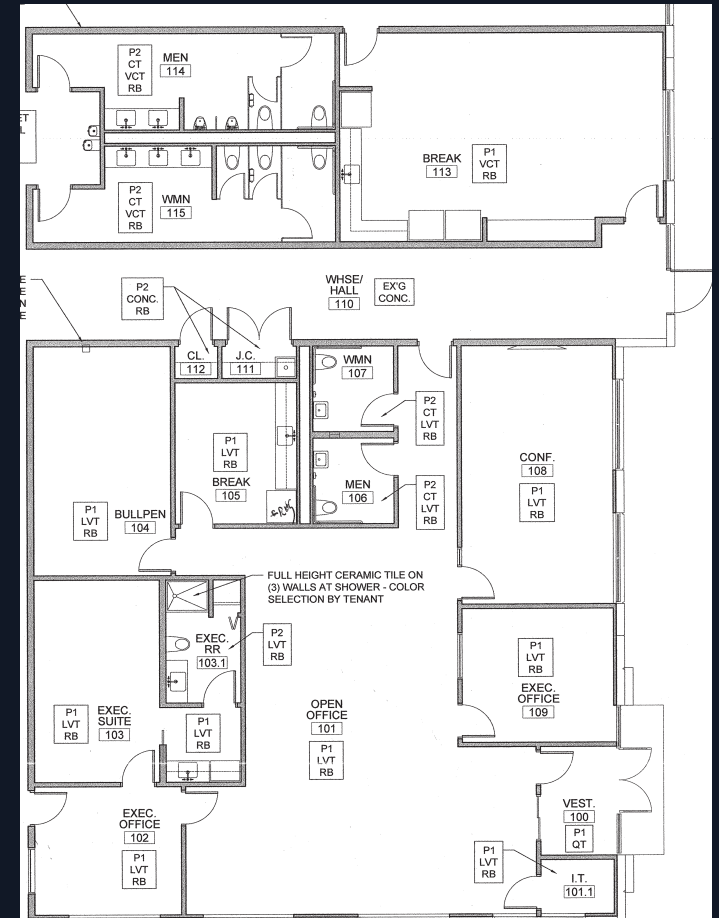 P2
CT
VCT
RB
MEN
114
ET
L
BREAK
113
P1
VCT
RB
P2
CT
VCT
RB
WMN
115
E
E
N
E
P2
CONC.
RB
WHSE/
HALL
110
EX'G
CONC.
CL.
112
J.C.
111
WMN
107
P2
CT
LVT
RB
P1
LVT
RB
BREAK
105
MEN
106
P2
CT
LVT
RB
CONF.
108
P1
LVT
RB
P1
LVT
RB
BULLPEN
104
FULL HEIGHT CERAMIC TILE ON
(3) WALLS AT SHOWER - COLOR
SELECTION BY TENANT
EXEC.
RR
103.1
P2
LVT
RB
P1
LVT
RB
EXEC.
OFFICE
109
P1
LVT
RB
EXEC.
SUITE
103
P1
LVT
RB
OPEN
OFFICE
101
P1
LVT
RB
EXEC.
OFFICE
102
P1
LVT
RB
VEST.
100
P1
QT
P1
LVT
RB
I.T.
101.1